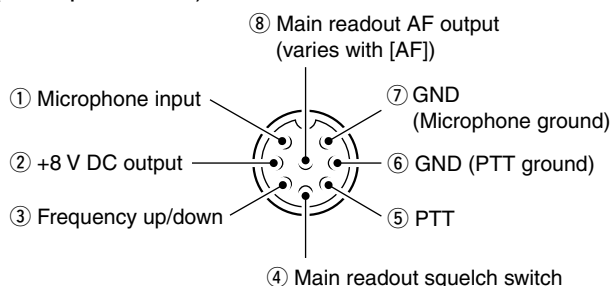 ⑧ Main readout AF output
(varies with [AF])
① Microphone input
⑦ GND
(Microphone ground)
② +8 V DC output
⑥ GND (PTT ground)
③ Frequency up/down
⑤ PTT
④ Main readout squelch switch